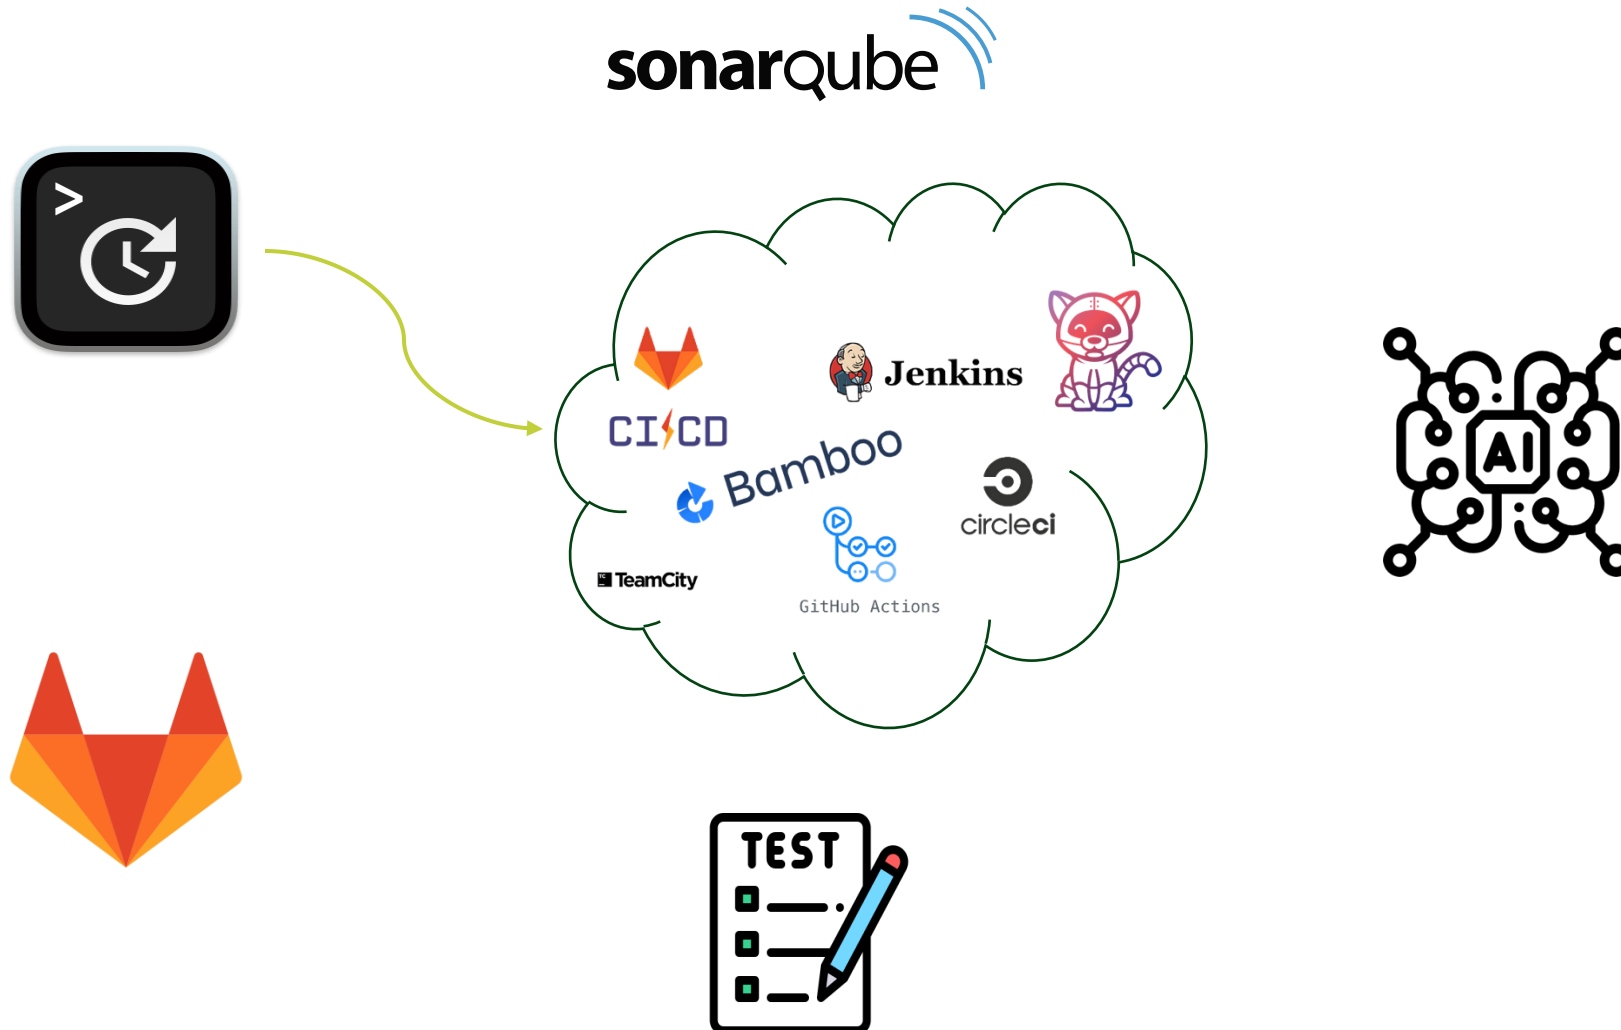 sonarqube
>
Jenkins
CI CD
Bamboo
circleci
TeamCity
GitHub Actions
AI
TEST